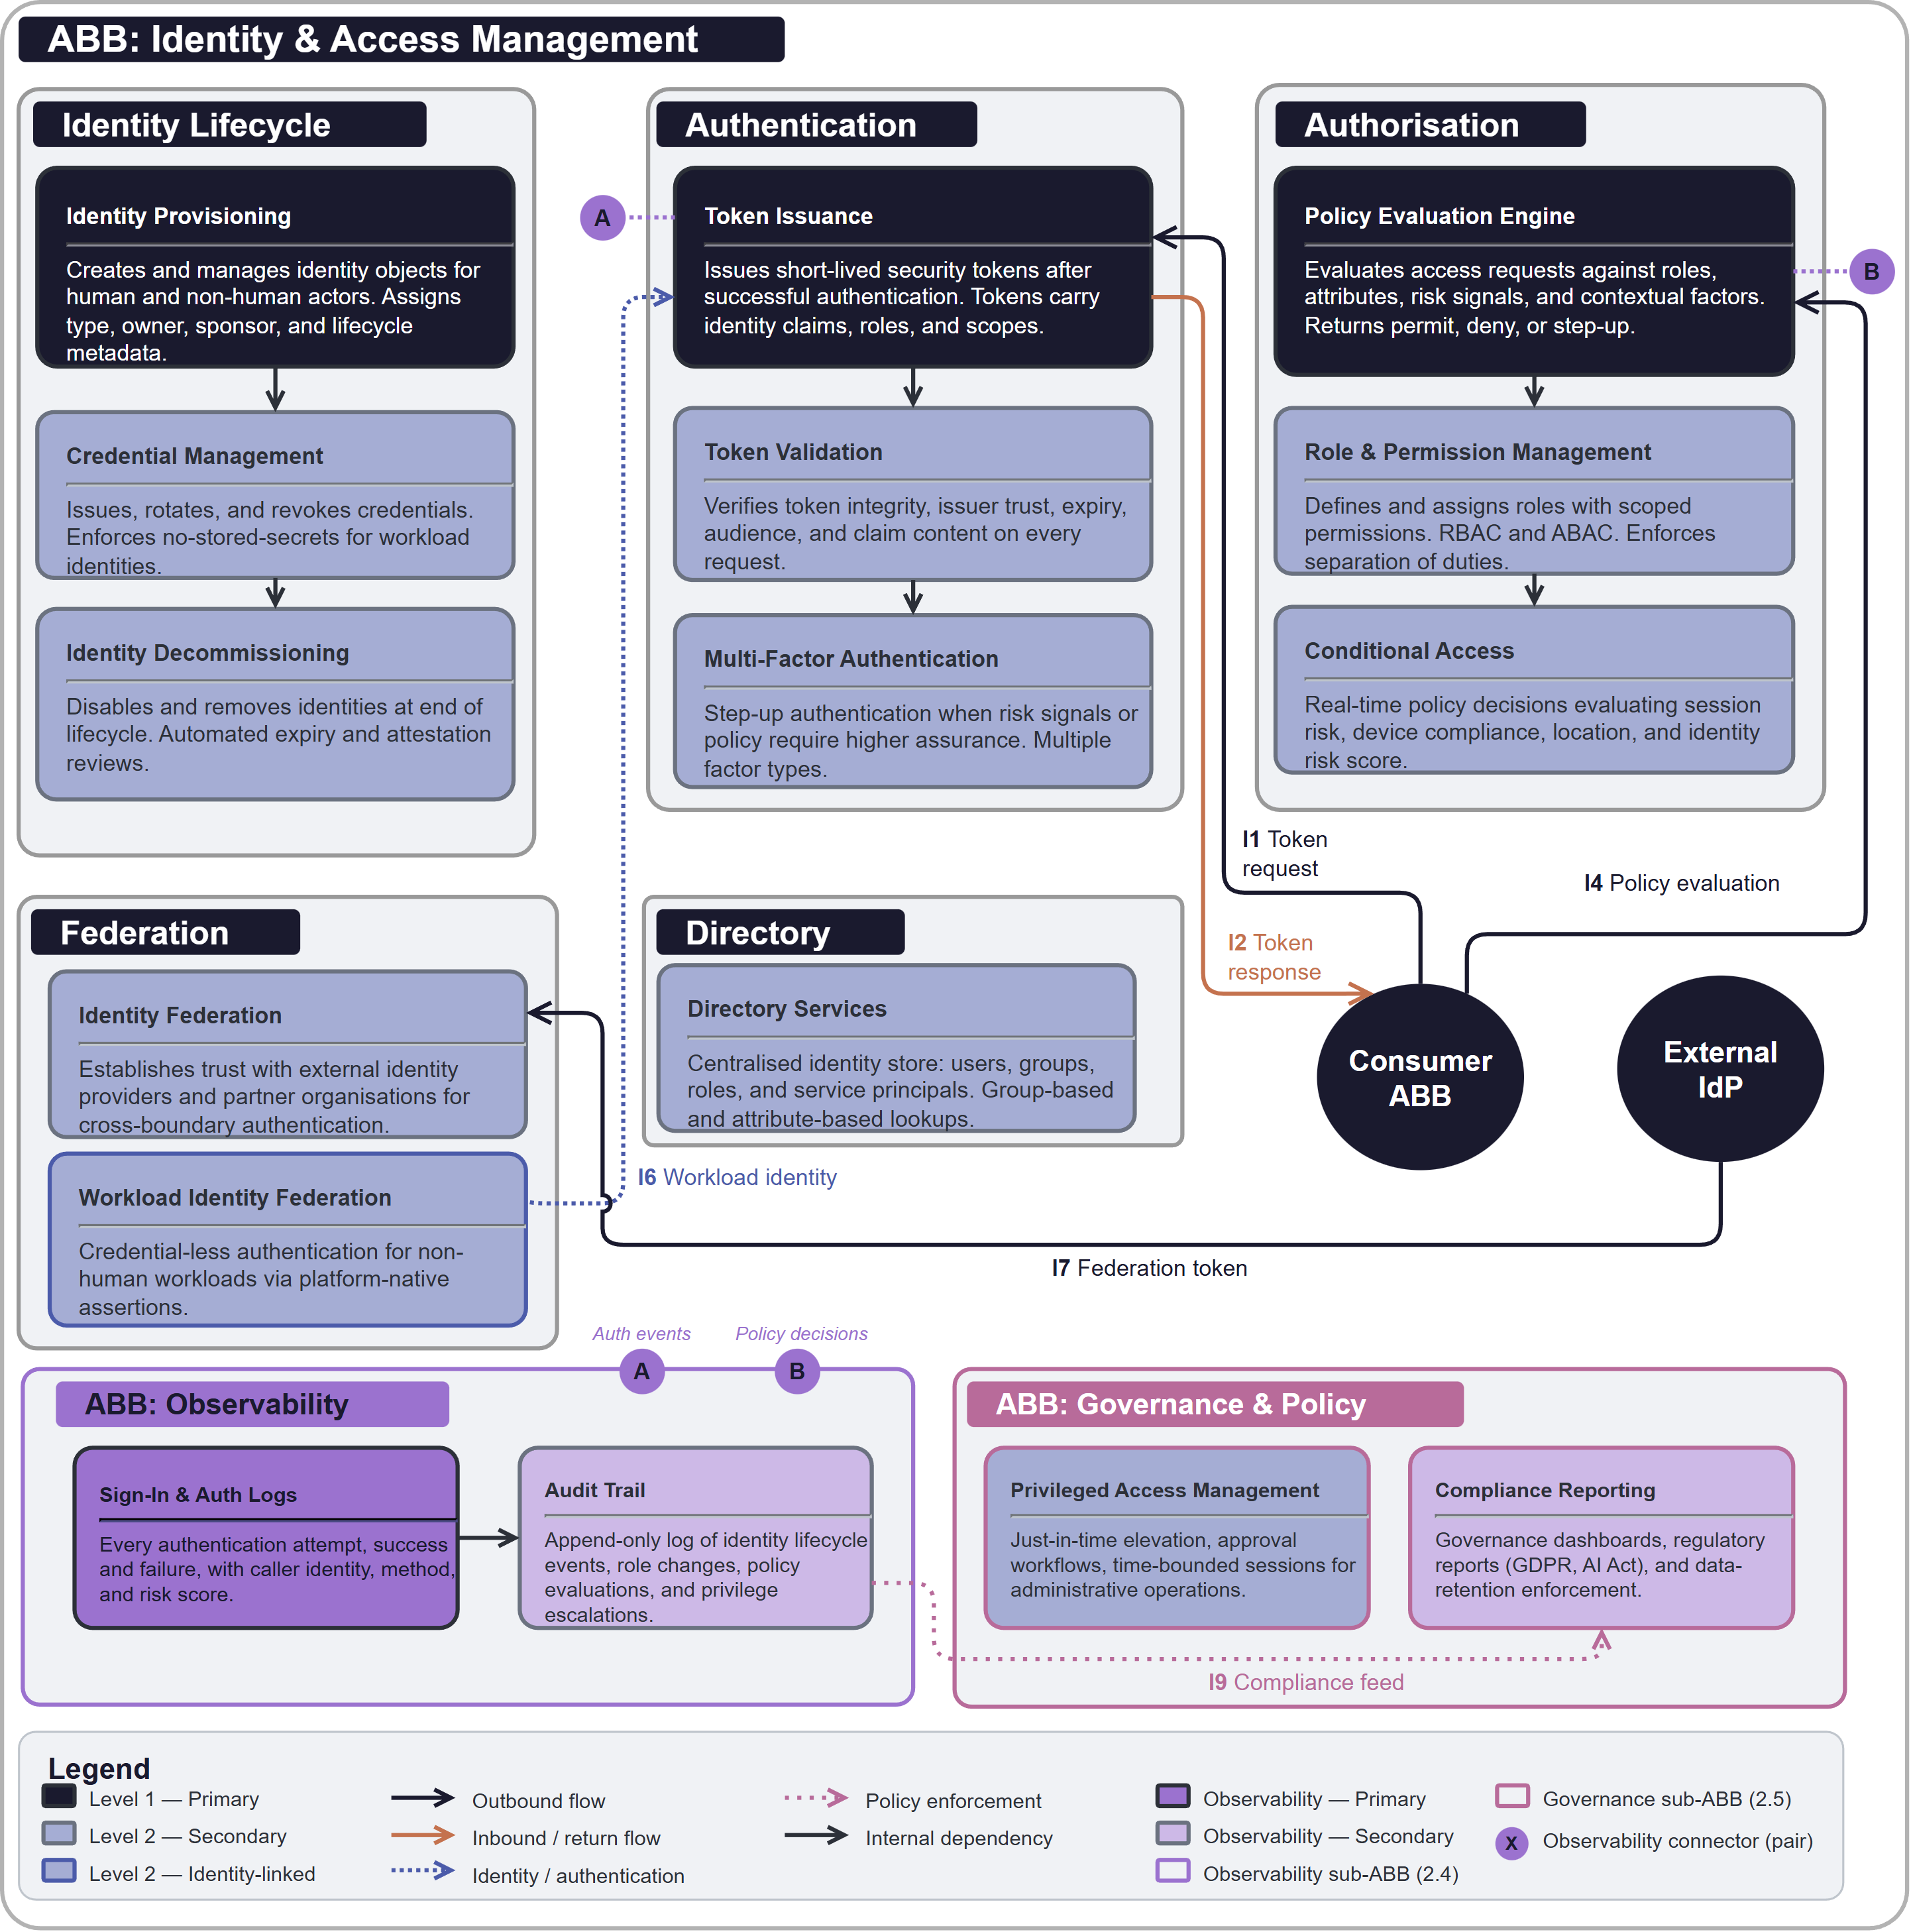 ABB: Identity & Access Management
Identity Lifecycle
Identity Provisioning
Creates and manages identity objects for
human and non-human actors. Assigns
type, owner, sponsor, and lifecycle
metadata.
Credential Management
Issues, rotates, and revokes credentials.
Enforces no-stored-secrets for workload
identities.
Identity Decommissioning
Disables and removes identities at end of
lifecycle. Automated expiry and attestation
reviews.
Authentication
A
Token Issuance
Issues short-lived security tokens after
successful authentication. Tokens carry
identity claims, roles, and scopes.
Token Validation
Verifies token integrity, issuer trust, expiry,
audience, and claim content on every
request.
Multi-Factor Authentication
Step-up authentication when risk signals or
policy require higher assurance. Multiple
factor types.
Authorisation
Policy Evaluation Engine
Evaluates access requests against roles,
attributes, risk signals, and contextual factors.
Returns permit, deny, or step-up.
B
Role & Permission Management
Defines and assigns roles with scoped
permissions. RBAC and ABAC. Enforces
separation of duties.
Conditional Access
Real-time policy decisions evaluating session
risk, device compliance, location, and identity
risk score.
I1 Token
request
I4 Policy evaluation
I2 Token
response
Federation
Identity Federation
Establishes trust with external identity
providers and partner organisations for
cross-boundary authentication.
Workload Identity Federation
Credential-less authentication for non-
human workloads via platform-native
assertions.
Directory
Directory Services
Centralised identity store: users, groups,
roles, and service principals. Group-based
and attribute-based lookups.
Consumer
ABB
External
IdP
I6 Workload identity
I7 Federation token
Auth events
Policy decisions
A
B
ABB: Observability
Sign-In & Auth Logs
Every authentication attempt, success
and failure, with caller identity, method,
and risk score.
Audit Trail
Append-only log of identity lifecycle
events, role changes, policy
evaluations, and privilege
escalations.
ABB: Governance & Policy
Privileged Access Management
Just-in-time elevation, approval
workflows, time-bounded sessions for
administrative operations.
Compliance Reporting
Governance dashboards, regulatory
reports (GDPR, AI Act), and data-
retention enforcement.
I9 Compliance feed
Legend
Level 1 — Primary
Level 2 — Secondary
Level 2 — Identity-linked
Outbound flow
Inbound / return flow
Identity / authentication
Policy enforcement
Internal dependency
Observability — Primary
Observability — Secondary
Observability sub-ABB (2.4)
Governance sub-ABB (2.5)
X Observability connector (pair)